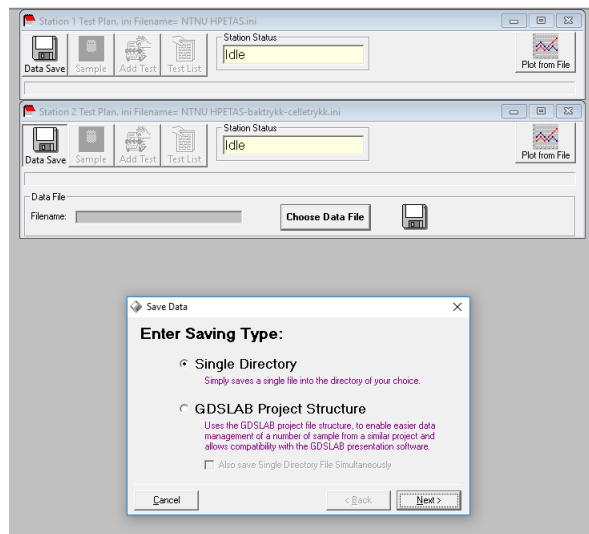 Station 1 Test Plan, ini Filename= NTNU HPETAS.ini
Station Status
Idle
Data Save
Sample
Add Test
Test List
Plot from File
Station 2 Test Plan, ini Filename= NTNU HPETAS-baktrykk-celletrykk.ini
Station Status
Idle
Data Save
Sample
Add Test
Test List
Plot from File
Data File
Filename:
Choose Data File
Save Data
Enter Saving Type:
Single Directory
Simply saves a single file into the directory of your choice.
GDSLAB Project Structure
Uses the GDSLAB project file structure, to enable easier data
management of a number of sample from a similar project and
allows compatibility with the GDSLAB presentation software.
Also save Single Directory File Simultaneously
Cancel
< Back
Next >